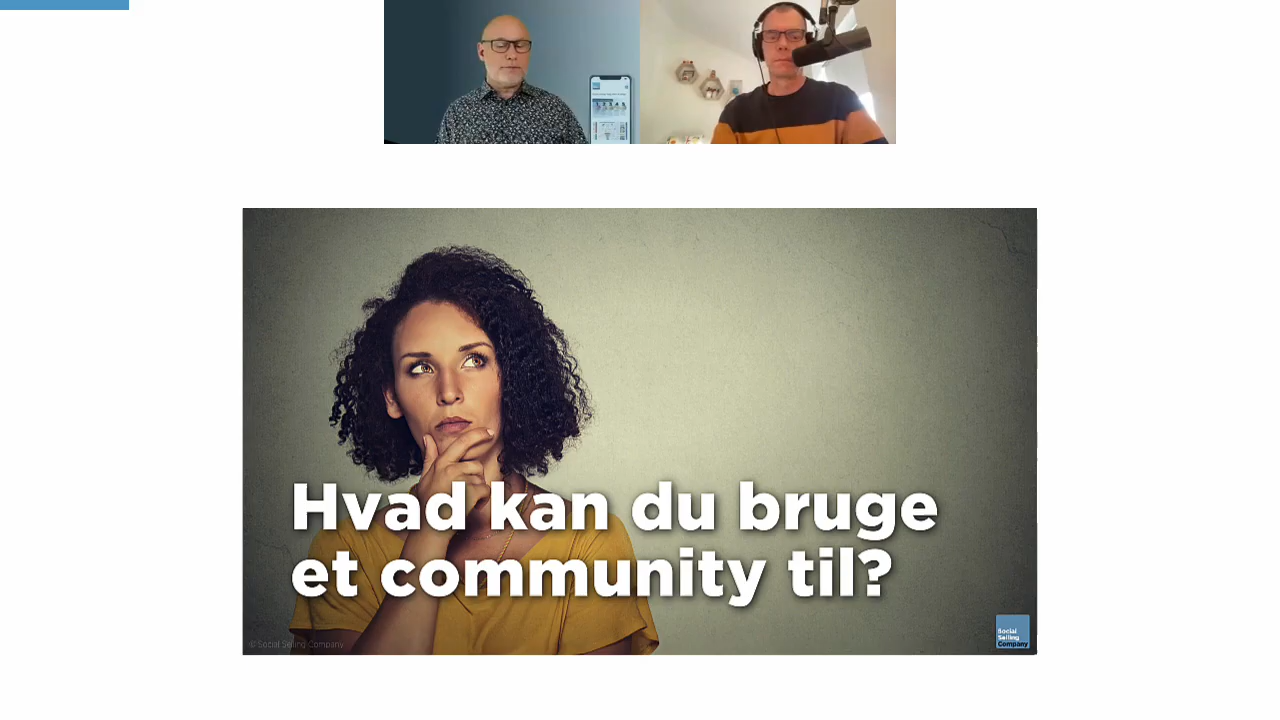 Hvad kan du bruge
et community til?
© Social Selling Company
Social
Selling
Company